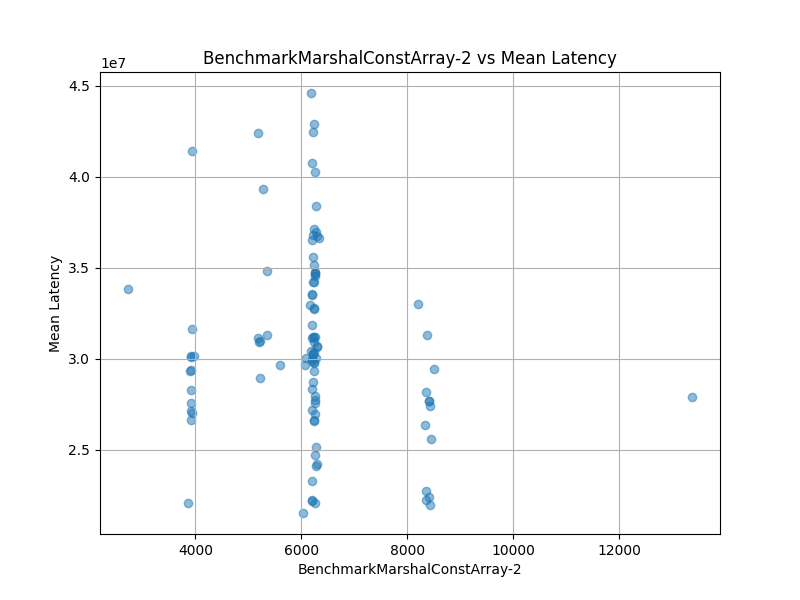 BenchmarkMarshalConstArray-2 vs Mean Latency
1e7
4.5
4.0
3.5
3.0
2.5
Mean Latency
4000 6000 8000 10000 12000
BenchmarkMarshalConstArray-2